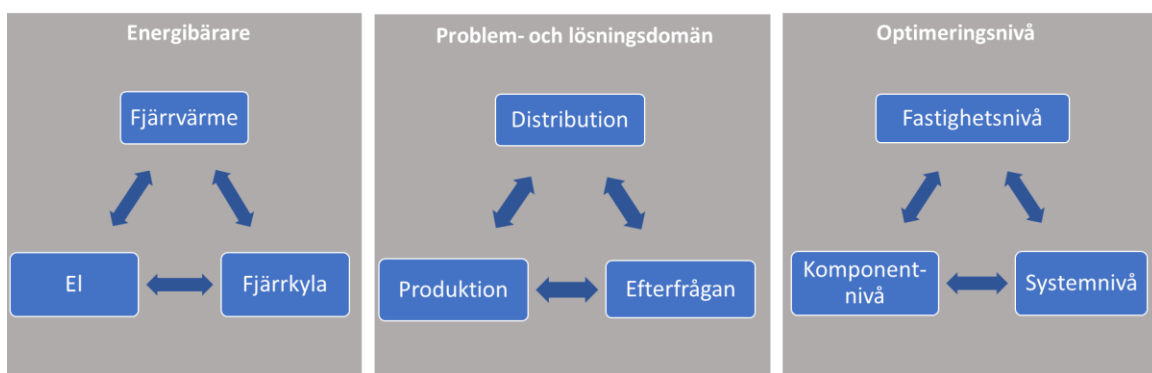 Energibärare
Fjärrvärme
El
Fjärrkyla
Problem- och lösningsdomän
Distribution
Produktion
Efterfrågan
Optimeringsnivå
Fastighetsnivå
Komponent-
nivå
Systemnivå